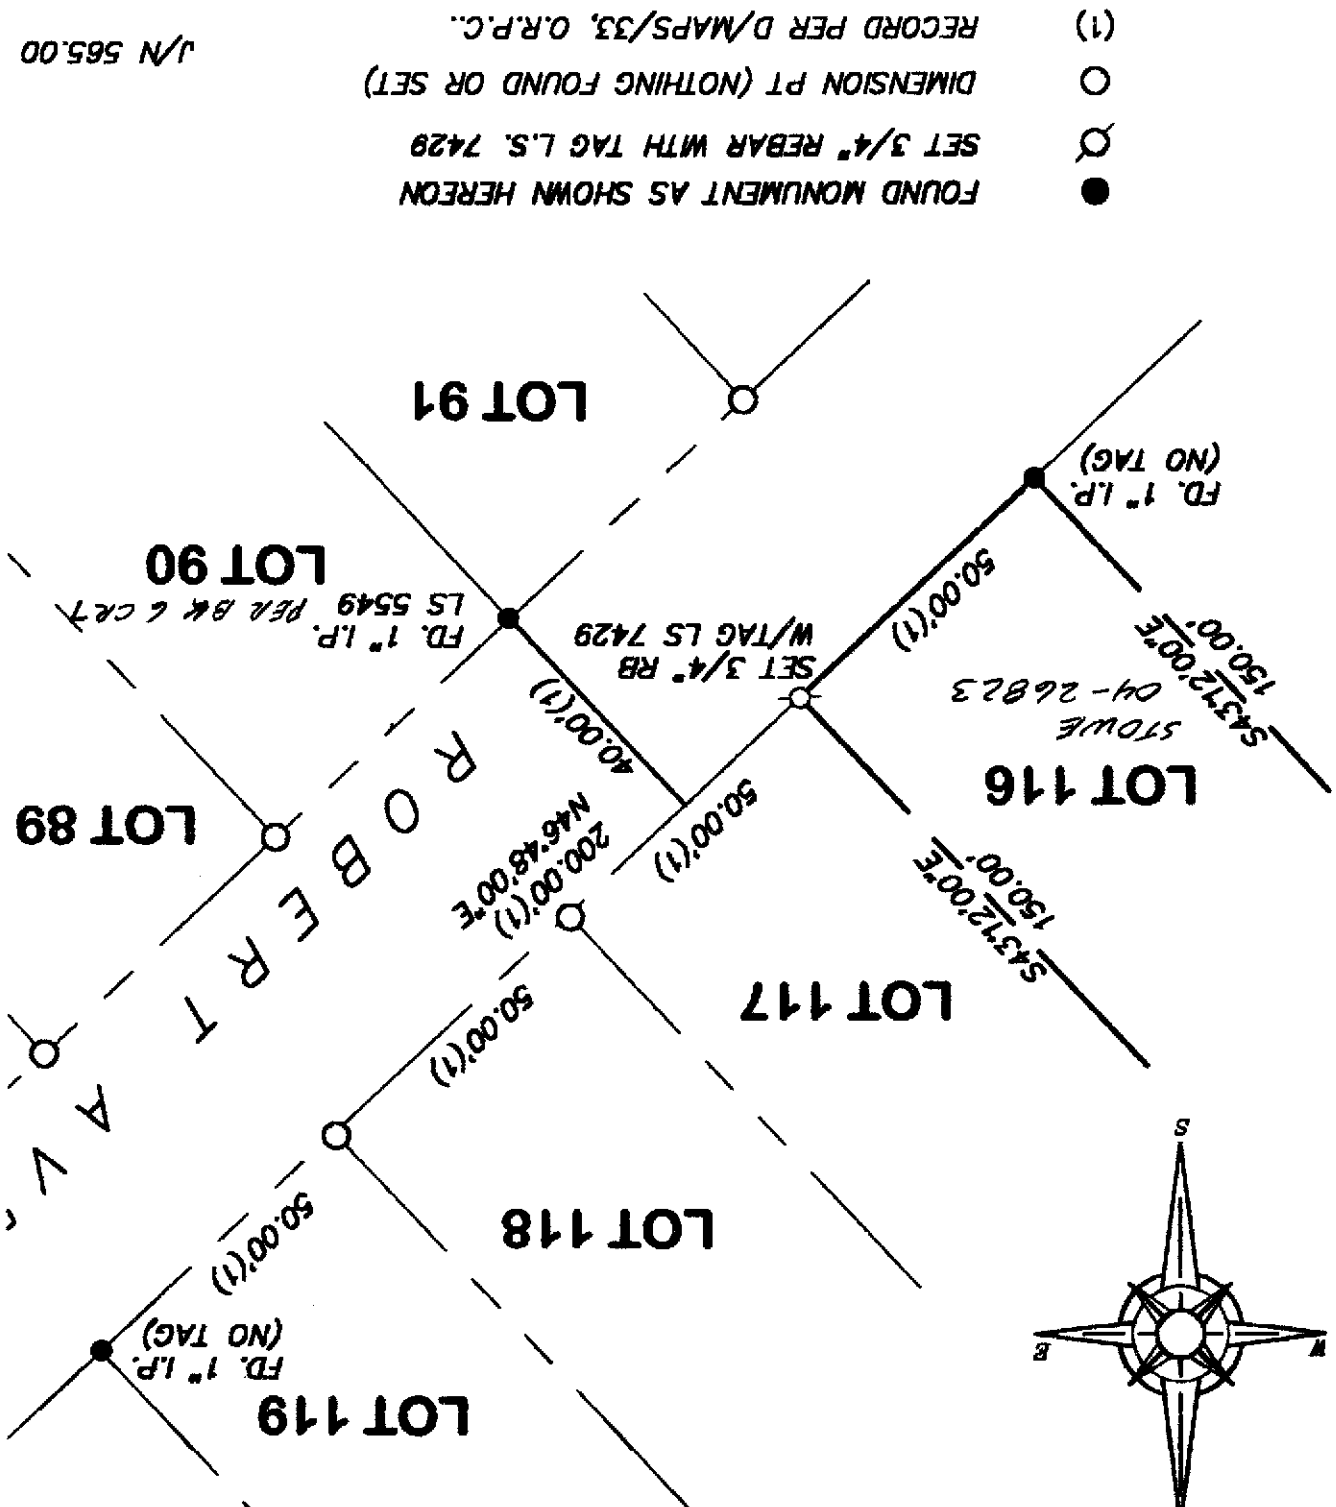 W
E
S
FD. 1" I.P.
(NO TAG)
LOT 119
50.00'(1)
LOT 118
A V
50.00'(1)
R O B E R T
LOT 117
S43°12'00"E
150.00'
200.00'(1)
N46°48'00"E
50.00'(1)
LOT 89
LOT 116
STOWE
04-26823
S43°12'00"E
150.00'
SET 3/4" RB
W/TAG LS 7429
40.00'(1)
50.00'(1)
FD. 1" I.P.
LS 5549 PER BK 6 CRT
LOT 90
FD. 1" I.P.
(NO TAG)
LOT 91
FOUND MONUMENT AS SHOWN HEREON
SET 3/4" REBAR WITH TAG L.S. 7429
DIMENSION PT (NOTHING FOUND OR SET)
(1) RECORD PER D/MAPS/33, O.R.P.C..
J/N 565.00